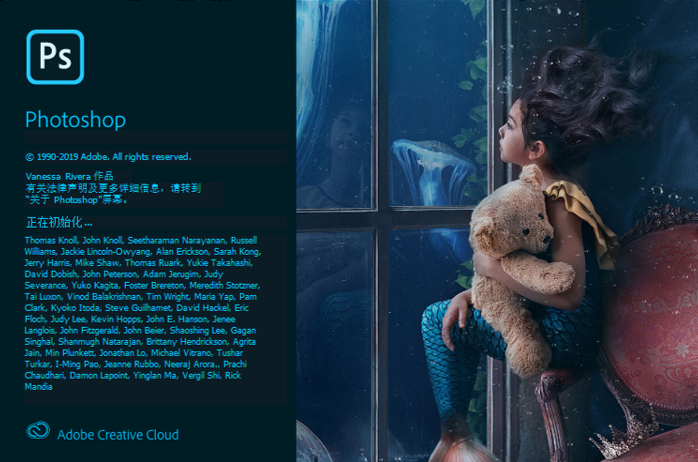 Ps
Photoshop
© 1990-2019 Adobe. All rights reserved.
Vanessa Rivera 作品
有关法律声明及更多详细信息，请转到
“关于 Photoshop”屏幕。
正在初始化...
Thomas Knoll, John Knoll, Seetharaman Narayanan, Russell
Williams, Jackie Lincoln-Owyang, Alan Erickson, Sarah Kong,
Jerry Harris, Mike Shaw, Thomas Ruark, Yukie Takahashi,
David Dobish, John Peterson, Adam Jerugim, Judy
Severance, Yuko Kagita, Foster Brereton, Meredith Stotzner,
Tai Luxon, Vinod Balakrishnan, Tim Wright, Maria Yap, Pam
Clark, Kyoko Itoda, Steve Guilhamet, David Hackel, Eric
Floch, Judy Lee, Kevin Hopps, John E. Hanson, Jenee
Langlois, John Fitzgerald, John Beier, Shaoshing Lee, Gagan
Singhal, Shanmugh Natarajan, Brittany Hendrickson, Agrita
Jain, Min Plunkett, Jonathan Lo, Michael Vitrano, Tushar
Turkar, I-Ming Pao, Jeanne Rubbo, Neeraj Arora., Prachi
Chaudhari, Damon Lapoint, Yinglan Ma, Vergil Shi, Rick
Mandia
Adobe Creative Cloud